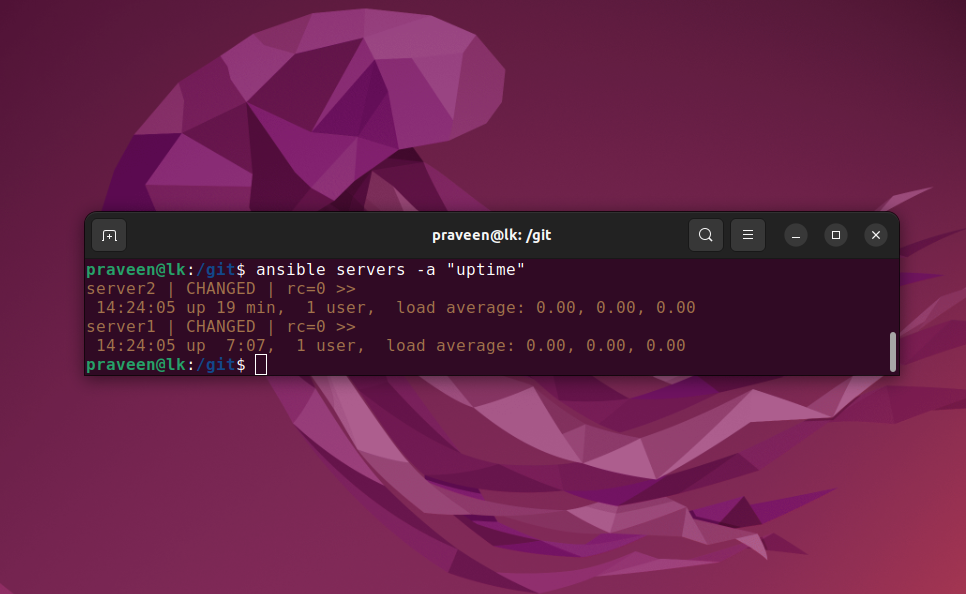 praveen@lk: /git
praveen@lk:/git$ ansible servers -a "uptime"
server2 | CHANGED | rc=0 >>
 14:24:05 up 19 min,  1 user,  load average: 0.00, 0.00, 0.00
server1 | CHANGED | rc=0 >>
 14:24:05 up  7:07,  1 user,  load average: 0.00, 0.00, 0.00
praveen@lk:/git$